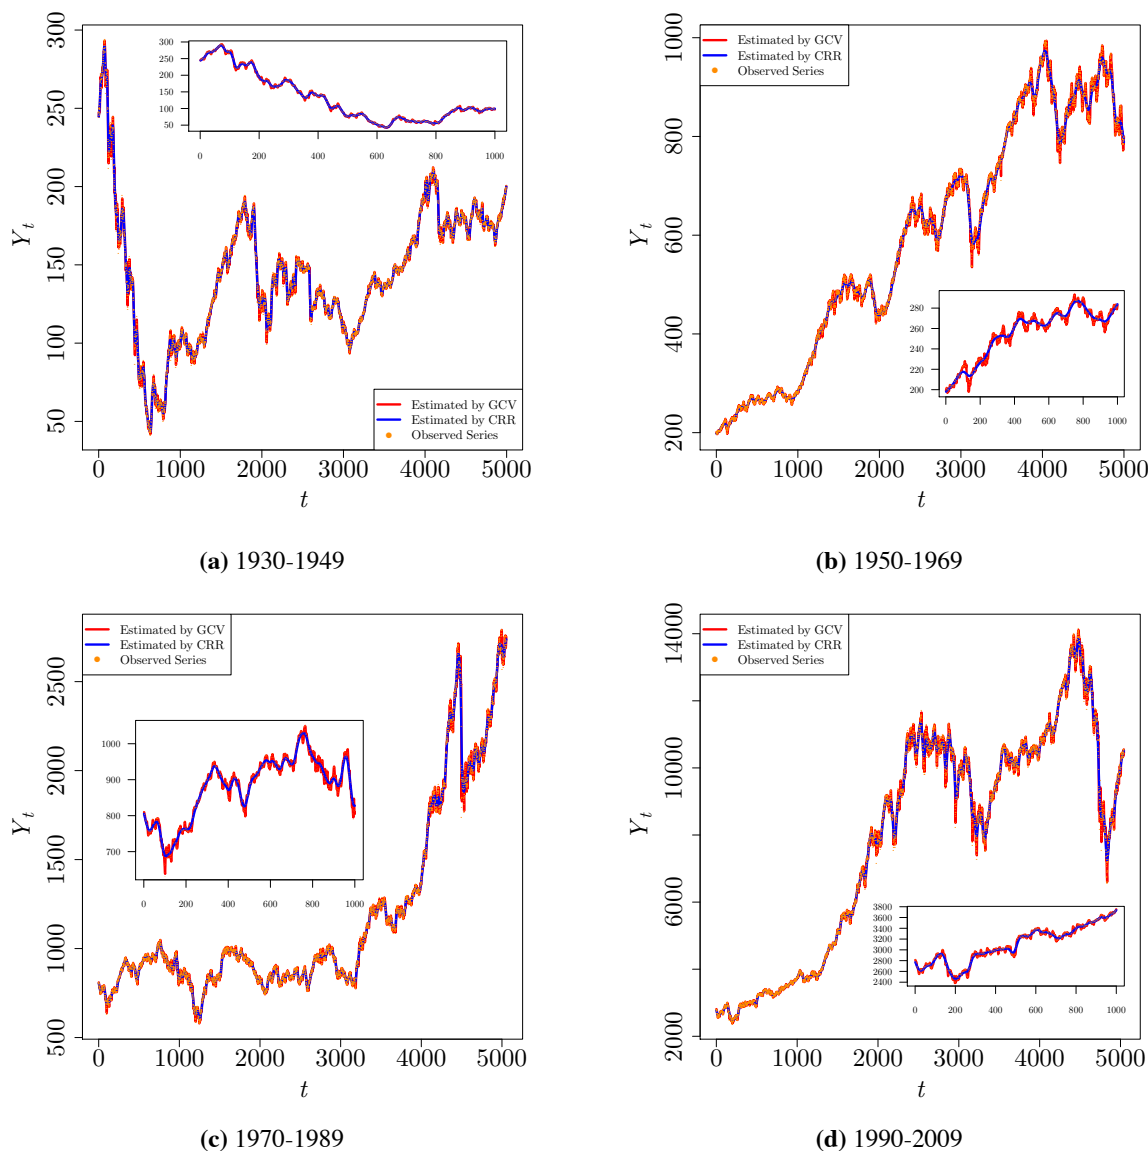 300
250
200
150
100
50
Y_t
300
250
200
150
100
50
0 200 400 600 800 1000
Estimated by GCV
Estimated by CRR
Observed Series
0 1000 2000 3000 4000 5000
t
(a) 1930-1949
1000
800
600
400
200
Y_t
Estimated by GCV
Estimated by CRR
Observed Series
280
260
240
220
200
0 200 400 600 800 1000
0 1000 2000 3000 4000 5000
t
(b) 1950-1969
2500
2000
1500
1000
500
Y_t
Estimated by GCV
Estimated by CRR
Observed Series
1000
900
800
700
0 200 400 600 800 1000
0 1000 2000 3000 4000 5000
t
(c) 1970-1989
14000
10000
6000
2000
Y_t
Estimated by GCV
Estimated by CRR
Observed Series
3800
3600
3400
3200
3000
2800
2600
2400
0 200 400 600 800 1000
0 1000 2000 3000 4000 5000
t
(d) 1990-2009